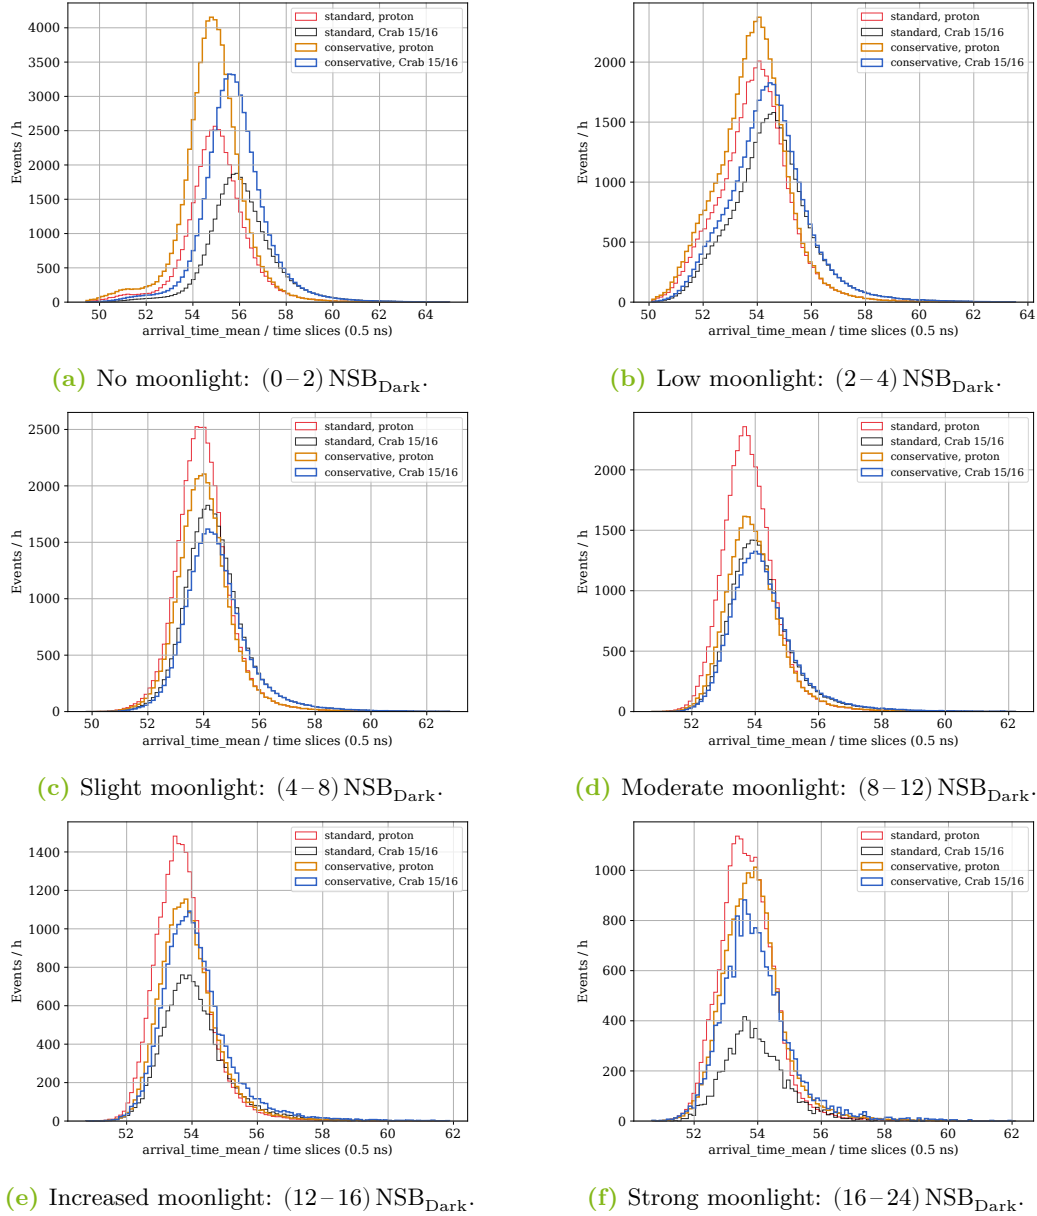 4000
3500
3000
2500
2000
1500
1000
500
0
Events / h
standard, proton
standard, Crab 15/16
conservative, proton
conservative, Crab 15/16
50 52 54 56 58 60 62 64
arrival_time_mean / time slices (0.5 ns)
(a) No moonlight: (0–2) NSB_Dark.
2000
1500
1000
500
0
Events / h
standard, proton
standard, Crab 15/16
conservative, proton
conservative, Crab 15/16
50 52 54 56 58 60 62 64
arrival_time_mean / time slices (0.5 ns)
(b) Low moonlight: (2–4) NSB_Dark.
2500
2000
1500
1000
500
0
Events / h
standard, proton
standard, Crab 15/16
conservative, proton
conservative, Crab 15/16
50 52 54 56 58 60 62
arrival_time_mean / time slices (0.5 ns)
(c) Slight moonlight: (4–8) NSB_Dark.
2000
1500
1000
500
0
Events / h
standard, proton
standard, Crab 15/16
conservative, proton
conservative, Crab 15/16
52 54 56 58 60 62
arrival_time_mean / time slices (0.5 ns)
(d) Moderate moonlight: (8–12) NSB_Dark.
1400
1200
1000
800
600
400
200
0
Events / h
standard, proton
standard, Crab 15/16
conservative, proton
conservative, Crab 15/16
52 54 56 58 60 62
arrival_time_mean / time slices (0.5 ns)
(e) Increased moonlight: (12–16) NSB_Dark.
1000
800
600
400
200
0
Events / h
standard, proton
standard, Crab 15/16
conservative, proton
conservative, Crab 15/16
52 54 56 58 60 62
arrival_time_mean / time slices (0.5 ns)
(f) Strong moonlight: (16–24) NSB_Dark.